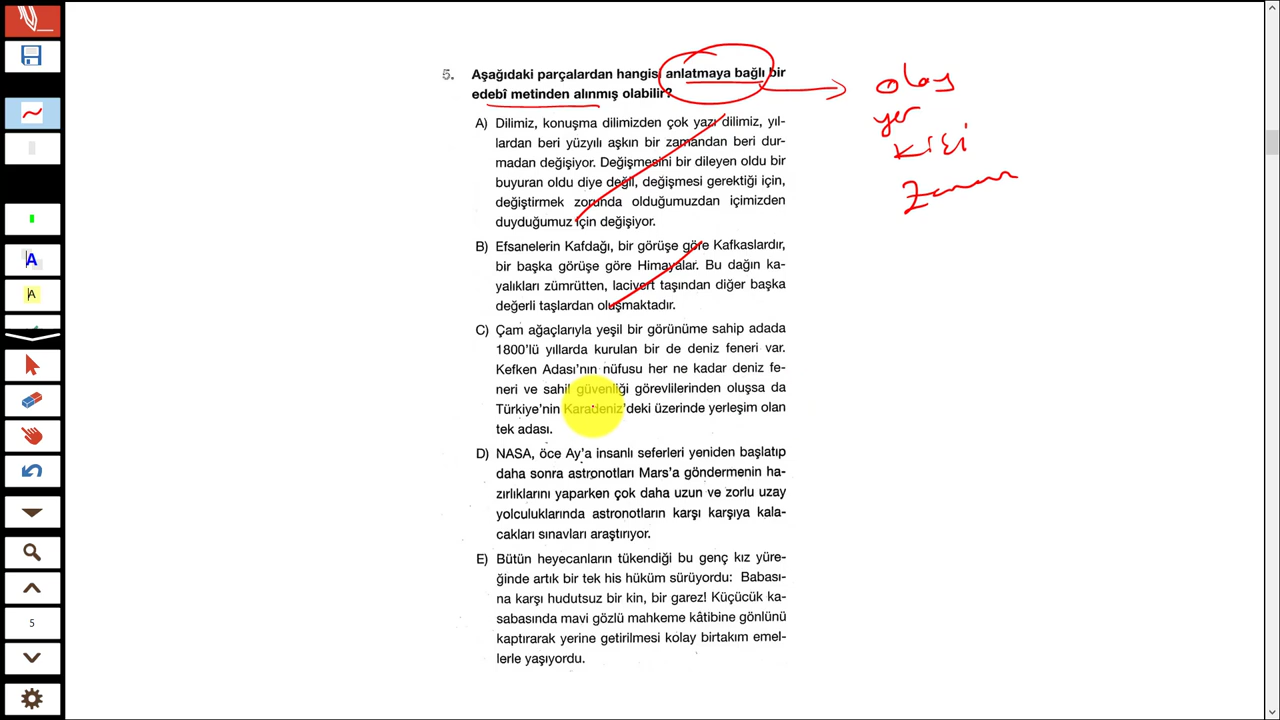 5. Aşağıdaki parçalardan hangisi anlatmaya bağlı bir
edebî metinden alınmış olabilir?
olay
yer
kişi
zaman
A) Dilimiz, konuşma dilimizden çok yazı dilimiz, yıl-
lardan beri yüzyılı aşkın bir zamandan beri dur-
madan değişiyor. Değişmesini bir dileyen oldu bir
buyuran oldu diye değil, değişmesi gerektiği için,
değiştirmek zorunda olduğumuzdan içimizden
duyduğumuz için değişiyor.
B) Efsanelerin Kafdağı, bir görüşe göre Kafkaslardır,
bir başka görüşe göre Himayalar. Bu dağın ka-
yalıkları zümrütten, lacivert taşından diğer başka
değerli taşlardan oluşmaktadır.
C) Çam ağaçlarıyla yeşil bir görünüme sahip adada
1800'lü yıllarda kurulan bir de deniz feneri var.
Kefken Adası'nın nüfusu her ne kadar deniz fe-
neri ve sahil güvenliği görevlilerinden oluşsa da
Türkiye'nin Karadeniz'deki üzerinde yerleşim olan
tek adası.
D) NASA, öce Ay'a insanlı seferleri yeniden başlatıp
daha sonra astronotları Mars'a göndermenin ha-
zırlıklarını yaparken çok daha uzun ve zorlu uzay
yolculuklarında astronotların karşı karşıya kala-
cakları sınavları araştırıyor.
E) Bütün heyecanların tükendiği bu genç kız yüre-
ğinde artık bir tek his hüküm sürüyordu: Babası-
na karşı hudutsuz bir kin, bir garez! Küçücük ka-
sabasında mavi gözlü mahkeme kâtibine gönlünü
kaptırarak yerine getirilmesi kolay birtakım emel-
lerle yaşıyordu.
A
A
5